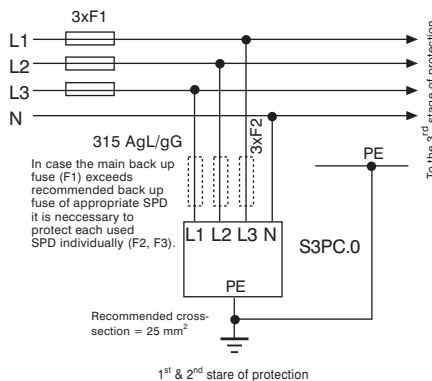 3xF1
L1
L2
L3
N
To the 3rd stage of protection
315 AgL/gG
3xF2
PE
In case the main back up
fuse (F1) exceeds
recommended back up
fuse of appropriate SPD
it is neccessary to
protect each used
SPD individually (F2, F3).
L1 L2 L3 N
S3PC.0
PE
Recommended cross-
section = 25 mm²
1st & 2nd stare of protection